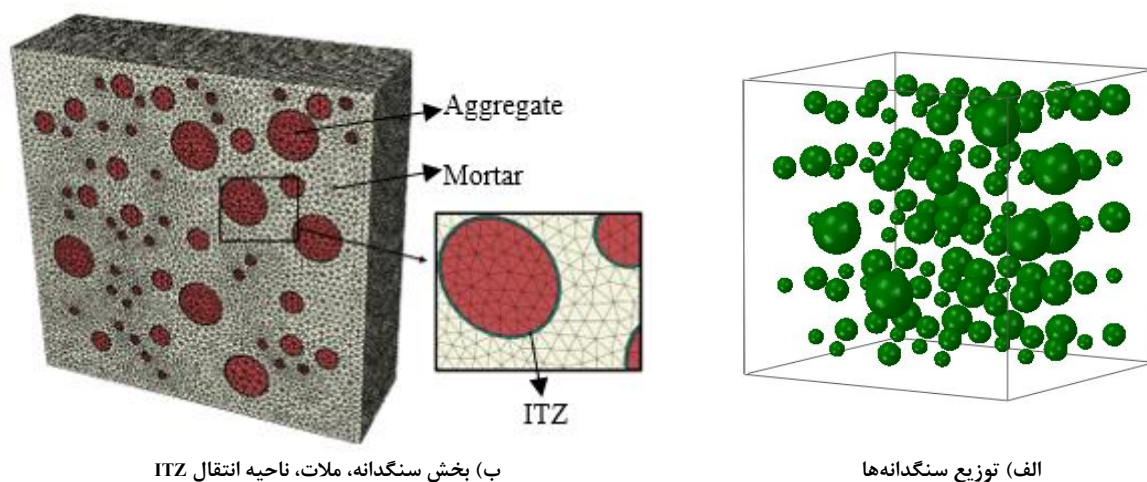 Aggregate
Mortar
ITZ
الف) توزیع سنگدانه‌ها
ب) بخش سنگدانه، ملات، ناحیه انتقال ITZ